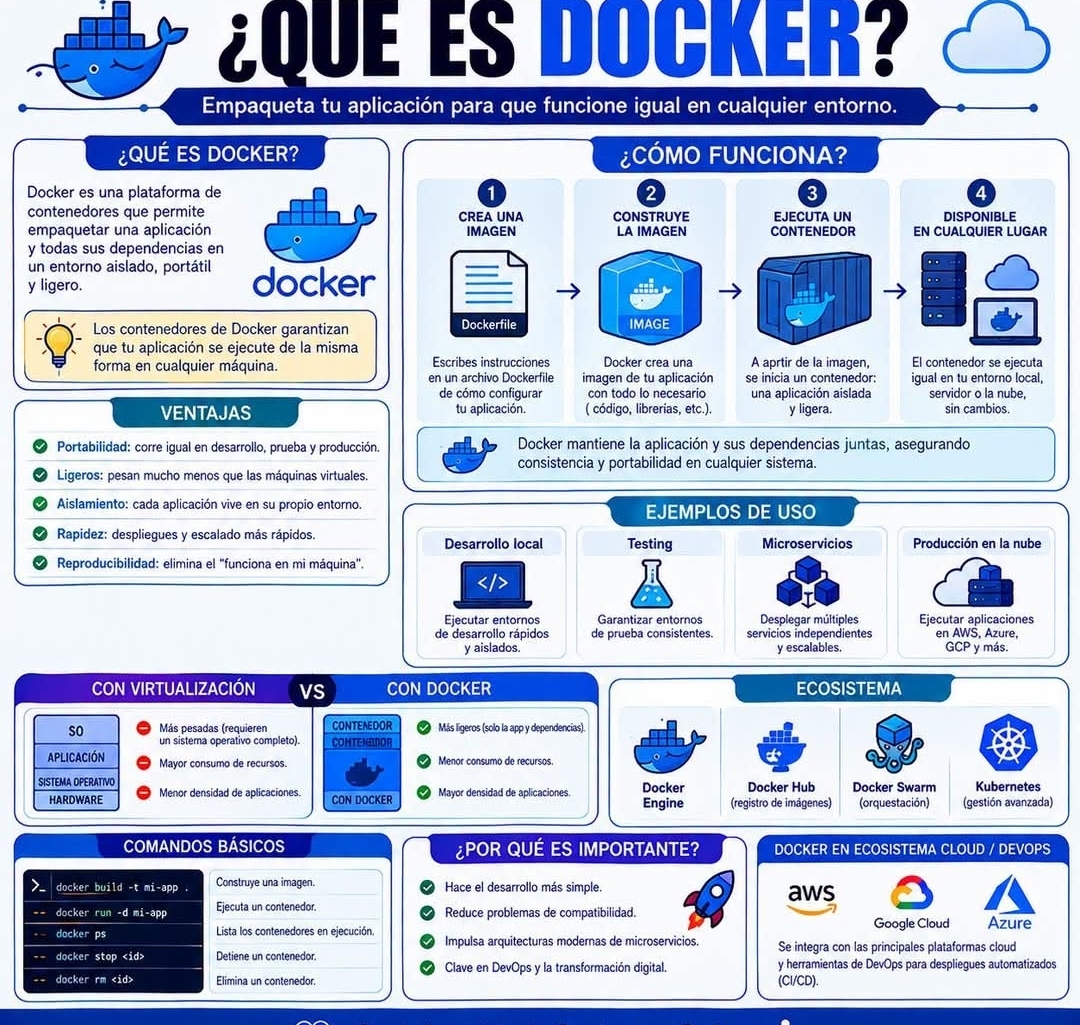 ¿QUÉ ES DOCKER?
Empaqueta tu aplicación para que funcione igual en cualquier entorno.
¿QUÉ ES DOCKER?
Docker es una plataforma de
contenedores que permite
empaquetar una aplicación
y todas sus dependencias en
un entorno aislado, portátil
y ligero.
docker
Los contenedores de Docker garantizan
que tu aplicación se ejecute de la misma
forma en cualquier máquina.
VENTAJAS
Portabilidad: corre igual en desarrollo, prueba y producción.
Ligeros: pesan mucho menos que las máquinas virtuales.
Aislamiento: cada aplicación vive en su propio entorno.
Rapidez: despliegues y escalado más rápidos.
Reproducibilidad: elimina el "funciona en mi máquina".
¿CÓMO FUNCIONA?
1
CREA UNA
IMAGEN
Dockerfile
Escribes instrucciones
en un archivo Dockerfile
de cómo configurar
tu aplicación.
2
CONSTRUYE
LA IMAGEN
IMAGE
Docker crea una
imagen de tu aplicación
con todo lo necesario
( código, librerías, etc.).
3
EJECUTA UN
CONTENEDOR
A aprtir de la imagen,
se inicia un contenedor:
una aplicación aislada
y ligera.
4
DISPONIBLE
EN CUALQUIER LUGAR
El contenedor se ejecuta
igual en tu entorno local,
servidor o la nube,
sin cambios.
Docker mantiene la aplicación y sus dependencias juntas, asegurando
consistencia y portabilidad en cualquier sistema.
EJEMPLOS DE USO
Desarrollo local
</>
Ejecutar entornos
de desarrollo rápidos
y aislados.
Testing
Garantizar entornos
de prueba consistentes.
Microservicios
Desplegar múltiples
servicios independientes
y escalables.
Producción en la nube
Ejecutar aplicaciones
en AWS, Azure,
GCP y más.
CON VIRTUALIZACIÓN
VS
CON DOCKER
SO
APLICACIÓN
SISTEMA OPERATIVO
HARDWARE
Más pesadas (requieren
un sistema operativo completo).
Mayor consumo de recursos.
Menor densidad de aplicaciones.
CONTENEDOR
CONTENEDOR
CON DOCKER
Más ligeros (solo la app y dependencias).
Menor consumo de recursos.
Mayor densidad de aplicaciones.
ECOSISTEMA
Docker
Engine
Docker Hub
(registro de imágenes)
Docker Swarm
(orquestación)
Kubernetes
(gestión avanzada)
COMANDOS BÁSICOS
>_ docker build -t mi-app .
Construye una imagen.
-- docker run -d mi-app
Ejecuta un contenedor.
-- docker ps
Lista los contenedores en ejecución.
-- docker stop <id>
Detiene un contenedor.
-- docker rm <id>
Elimina un contenedor.
¿POR QUÉ ES IMPORTANTE?
Hace el desarrollo más simple.
Reduce problemas de compatibilidad.
Impulsa arquitecturas modernas de microservicios.
Clave en DevOps y la transformación digital.
DOCKER EN ECOSISTEMA CLOUD / DEVOPS
aws
Google Cloud
Azure
Se integra con las principales plataformas cloud
y herramientas de DevOps para despliegues automatizados
(CI/CD).